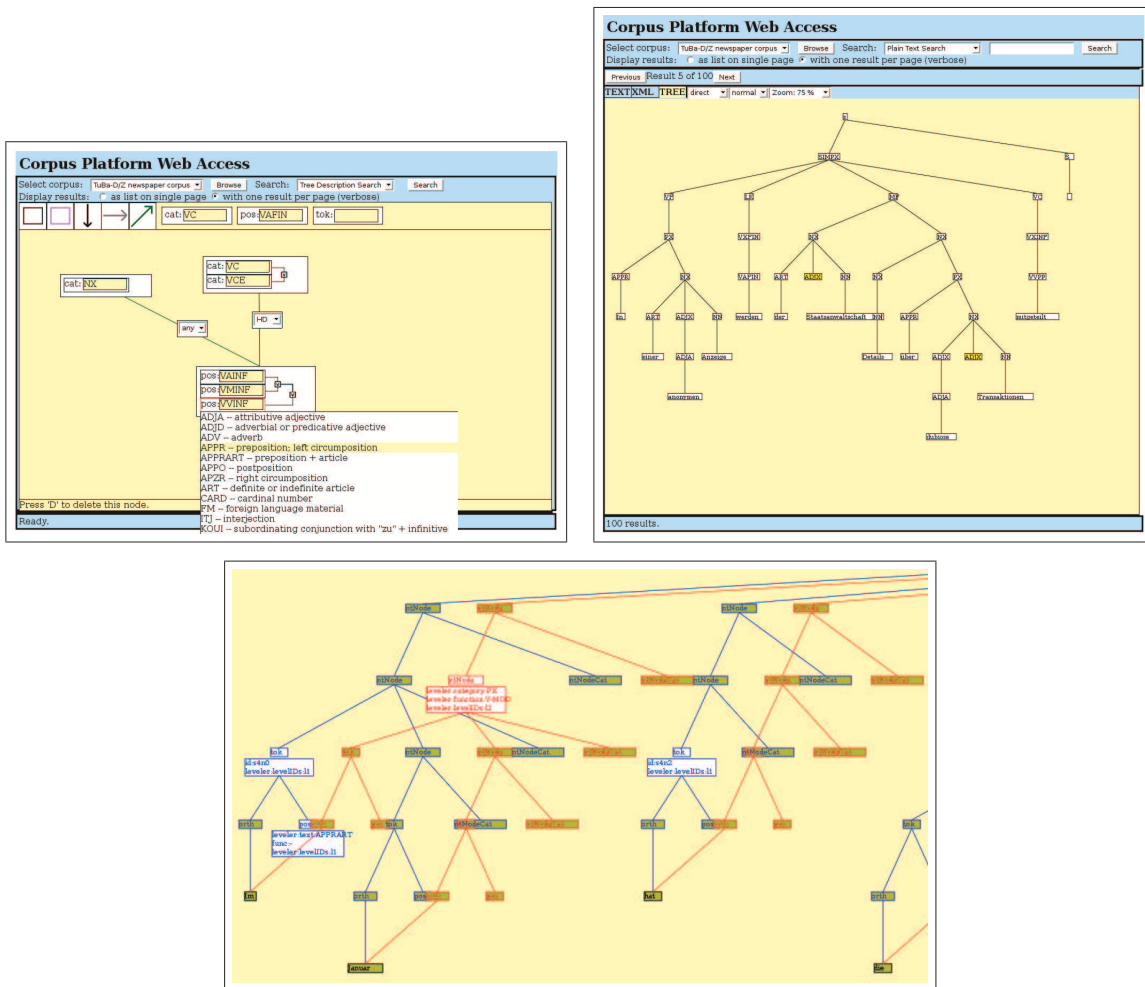 Corpus Platform Web Access
Select corpus: TuBa-D/Z newspaper corpus Browse Search: Tree Description Search Search
Display results: as list on single page with one result per page (verbose)
cat: VC pos: VAFIN tok:
cat: VC
cat: VCE
cat: NX
any HD
pos: VAINF
pos: VMINF
pos: VVINF
ADJA -- attributive adjective
ADJD -- adverbial or predicative adjective
ADV -- adverb
APPR -- preposition; left circumposition
APPRART -- preposition + article
APPO -- postposition
APZR -- right circumposition
ART -- definite or indefinite article
CARD -- cardinal number
FM -- foreign language material
ITJ -- interjection
KOUI -- subordinating conjunction with "zu" + infinitive
Press 'D' to delete this node.
Ready.
Corpus Platform Web Access
Select corpus: TuBa-D/Z newspaper corpus Browse Search: Plain Text Search Search
Display results: as list on single page with one result per page (verbose)
Previous Result 5 of 100 Next
TEXT XML TREE direct normal Zoom: 75 %
SIMPX
VF LK MF VC
PX VXFIN NX NX VXINF
APPR NX VAFIN ART ADJX NN NX PX VVPP
In ART ADJX NN werden der Staatsanwaltschaft NN APPR NX mitgeteilt
einer ADJA Anzeige Details über ADJX ADJX NN
anonymen ADJA Transaktionen
dubiose
100 results.
ntNode ntNode
ntNode ntNode ntNodeCat ntNode ntNodeCat
leveler:category:PX
leveler:function:V-MOD
leveler:levelIDs:l2
tok tok ntNode ntNodeCat tok ntNodeCat
id:s4n0 id:s4n2
leveler:levelIDs:l1 leveler:levelIDs:l1
orth pos tok ntNodeCat orth pos tok
leveler:text:APPRART
func:-
leveler:levelIDs:l1
Im orth pos hat orth
Januar die